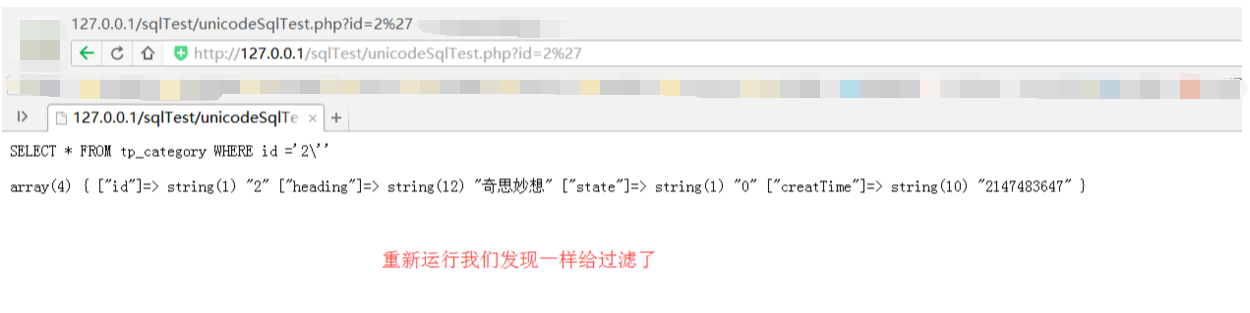 127.0.0.1/sqlTest/unicodeSqlTest.php?id=2%27
http://127.0.0.1/sqlTest/unicodeSqlTest.php?id=2%27
127.0.0.1/sqlTest/unicodeSqlTe × +
SELECT * FROM tp_category WHERE id ='2\''
array(4) { ["id"]=> string(1) "2" ["heading"]=> string(12) "奇思妙想" ["state"]=> string(1) "0" ["creatTime"]=> string(10) "2147483647" }
重新运行我们发现一样给过滤了